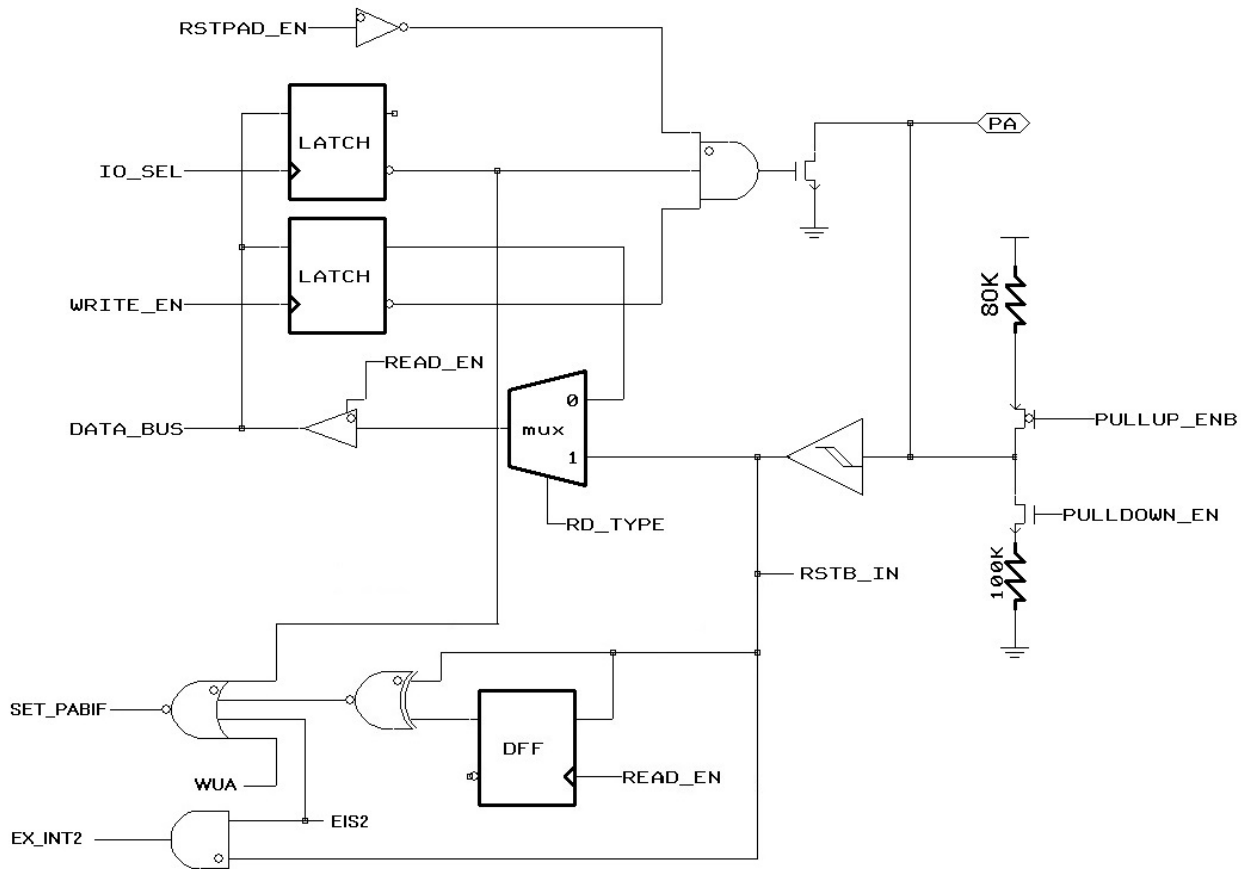 RSTPAD_EN
PA
LATCH
IO_SEL
LATCH
80K
WRITE_EN
READ_EN
0
PULLUP_ENB
DATA_BUS
mux
1
PULLDOWN_EN
RD_TYPE
100K
RSTB_IN
SET_PABIF
DFF
READ_EN
WUA
EIS2
EX_INT2